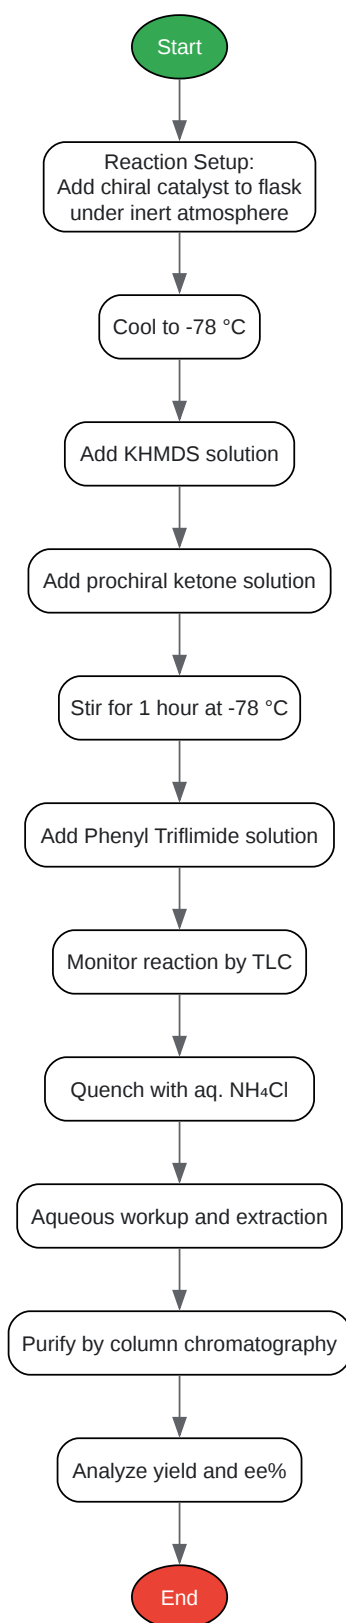 Start
Reaction Setup:
Add chiral catalyst to flask
under inert atmosphere
Cool to -78 °C
Add KHMDS solution
Add prochiral ketone solution
Stir for 1 hour at -78 °C
Add Phenyl Triflimide solution
Monitor reaction by TLC
Quench with aq. NH₄Cl
Aqueous workup and extraction
Purify by column chromatography
Analyze yield and ee%
End